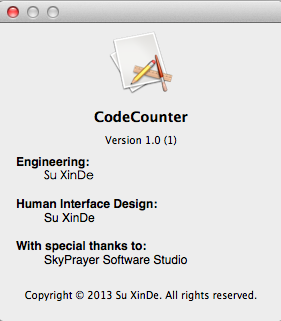 CodeCounter
Version 1.0 (1)
Engineering:
Su XinDe
Human Interface Design:
Su XinDe
With special thanks to:
SkyPrayer Software Studio
Copyright © 2013 Su XinDe. All rights reserved.